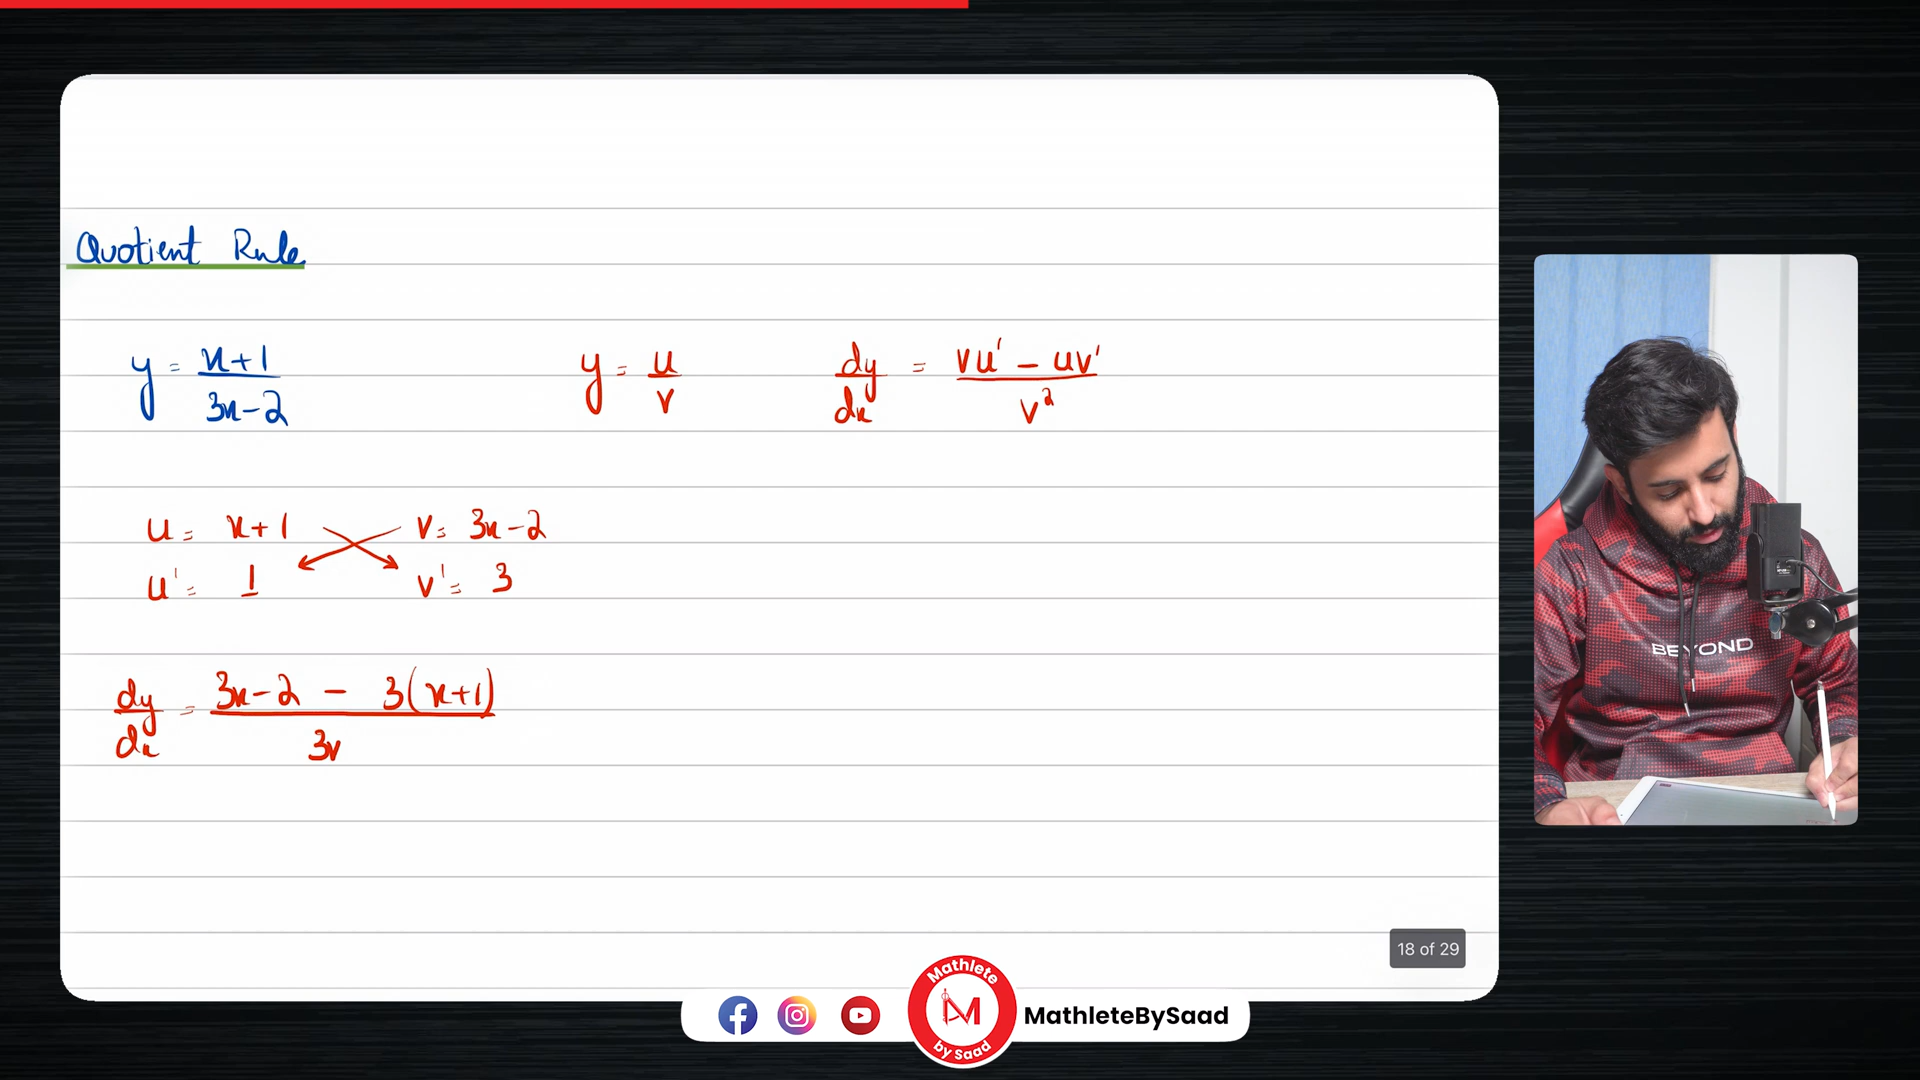 Quotient Rule
y = x+1 / 3x-2
y = u / v
dy/dx = vu' - uv' / v²
u = x+1
v = 3x-2
u' = 1
v' = 3
dy/dx = 3x-2 - 3(x+1) / 3x
BEYOND
18 of 29
Mathlete
M
by Saad
MathleteBySaad